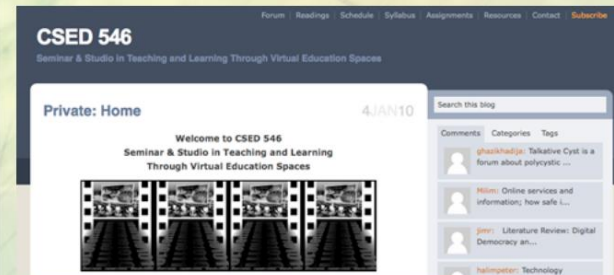 Forum Readings Schedule Syllabus Assignments Resources Contact Subscribe
CSED 546
Seminar & Studio in Teaching and Learning Through Virtual Education Spaces
Private: Home
4JAN10
Welcome to CSED 546
Seminar & Studio in Teaching and Learning
Through Virtual Education Spaces
Search this blog
Comments Categories Tags
ghazikhadija: Talkative Cyst is a
forum about polycystic ...
Milim: Online services and
information; how safe i...
jimr: Literature Review: Digital
Democracy an...
halimpeter: Technology